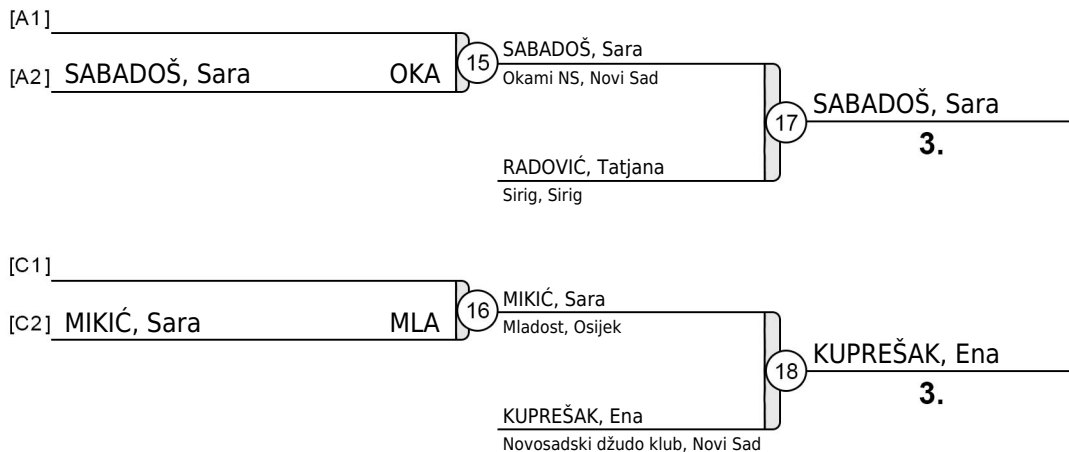 [A1]
[A2] SABADOŠ, Sara OKA
15
SABADOŠ, Sara
Okami NS, Novi Sad
17
SABADOŠ, Sara
3.
RADOVIĆ, Tatjana
Sirig, Sirig
[C1]
[C2] MIKIĆ, Sara MLA
16
MIKIĆ, Sara
Mladost, Osijek
18
KUPREŠAK, Ena
3.
KUPREŠAK, Ena
Novosadski džudo klub, Novi Sad